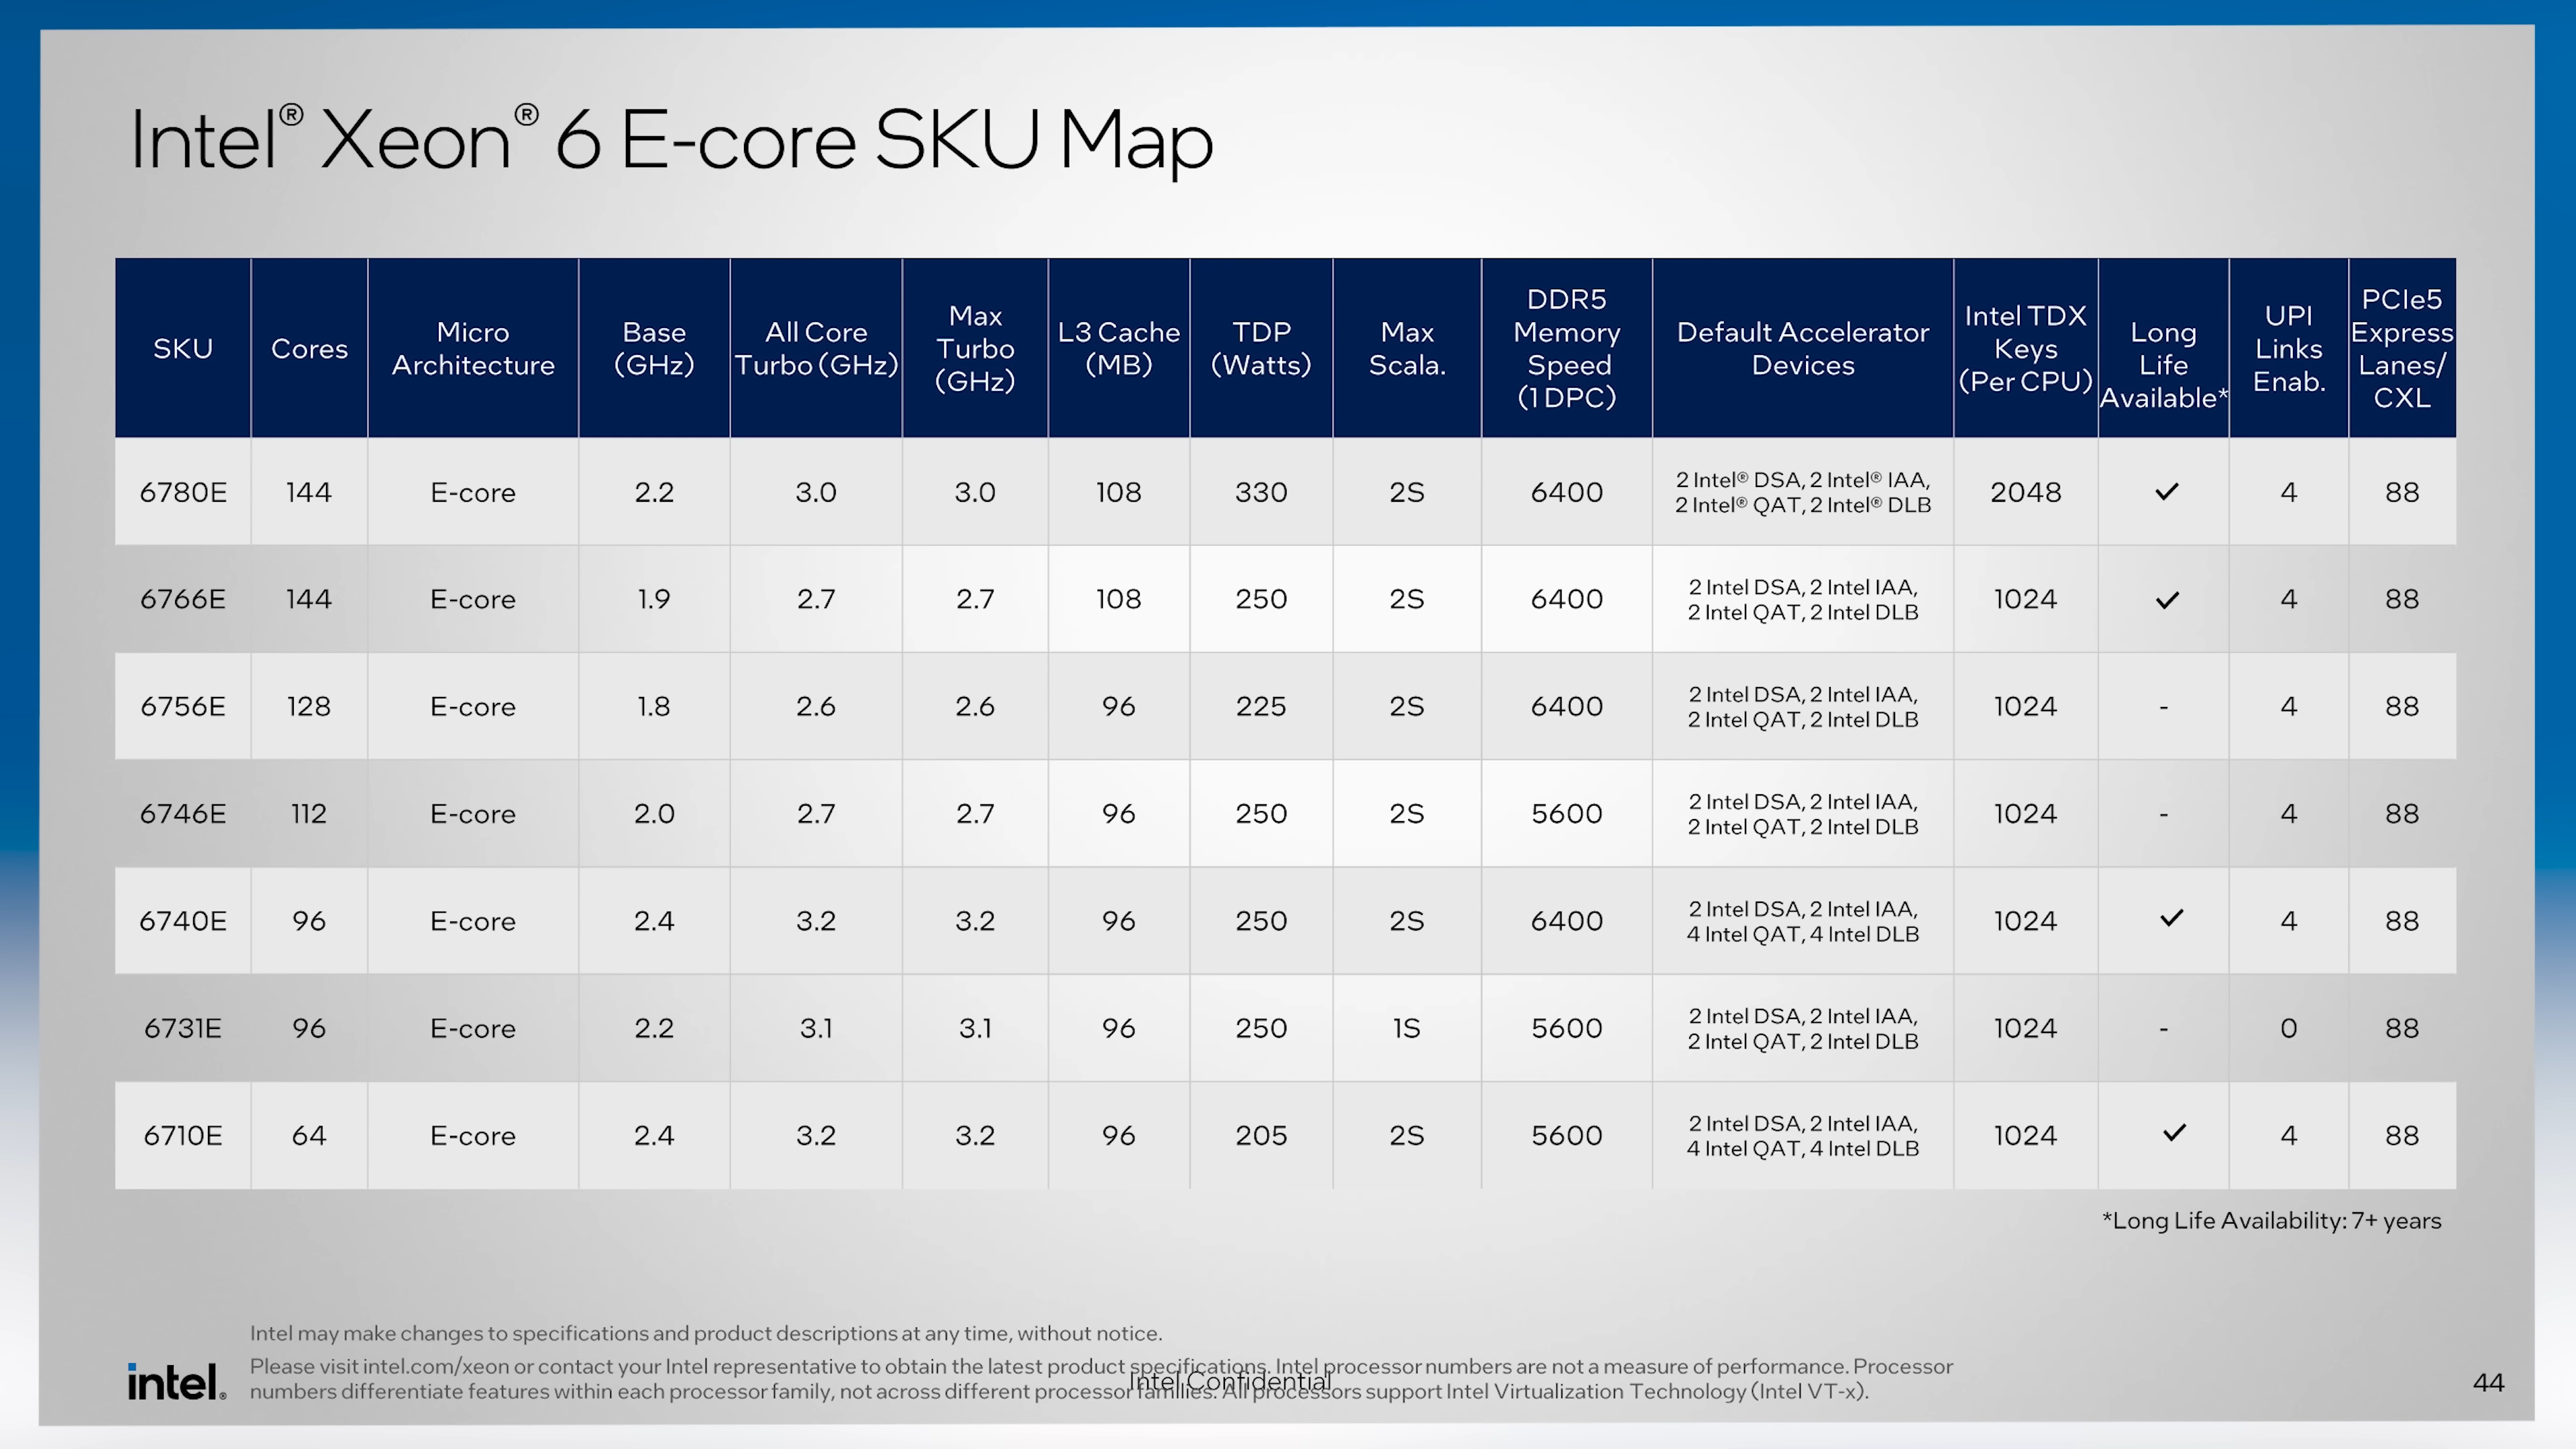 Intel® Xeon® 6 E-core SKU Map
SKU Cores Micro Architecture Base (GHz) All Core Turbo (GHz) Max Turbo (GHz) L3 Cache (MB) TDP (Watts) Max Scala. DDR5 Memory Speed (1 DPC) Default Accelerator Devices Intel TDX Keys (Per CPU) Long Life Available* UPI Links Enab. PCIe5 Express Lanes/ CXL
6780E 144 E-core 2.2 3.0 3.0 108 330 2S 6400 2 Intel® DSA, 2 Intel® IAA, 2 Intel® QAT, 2 Intel® DLB 2048 ✓ 4 88
6766E 144 E-core 1.9 2.7 2.7 108 250 2S 6400 2 Intel DSA, 2 Intel IAA, 2 Intel QAT, 2 Intel DLB 1024 ✓ 4 88
6756E 128 E-core 1.8 2.6 2.6 96 225 2S 6400 2 Intel DSA, 2 Intel IAA, 2 Intel QAT, 2 Intel DLB 1024 - 4 88
6746E 112 E-core 2.0 2.7 2.7 96 250 2S 5600 2 Intel DSA, 2 Intel IAA, 2 Intel QAT, 2 Intel DLB 1024 - 4 88
6740E 96 E-core 2.4 3.2 3.2 96 250 2S 6400 2 Intel DSA, 2 Intel IAA, 4 Intel QAT, 4 Intel DLB 1024 ✓ 4 88
6731E 96 E-core 2.2 3.1 3.1 96 250 1S 5600 2 Intel DSA, 2 Intel IAA, 2 Intel QAT, 2 Intel DLB 1024 - 0 88
6710E 64 E-core 2.4 3.2 3.2 96 205 2S 5600 2 Intel DSA, 2 Intel IAA, 4 Intel QAT, 4 Intel DLB 1024 ✓ 4 88
*Long Life Availability: 7+ years
Intel may make changes to specifications and product descriptions at any time, without notice.
Please visit intel.com/xeon or contact your Intel representative to obtain the latest product specifications. Intel processor numbers are not a measure of performance. Processor
numbers differentiate features within each processor family, not across different processor families. All processors support Intel Virtualization Technology (Intel VT-x).
Intel Confidential
intel.®
44